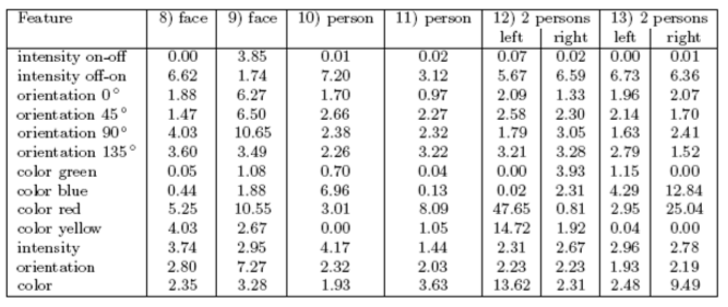 Feature 8) face 9) face 10) person 11) person 12) 2 persons 13) 2 persons
left right left right
intensity on-off 0.00 3.85 0.01 0.02 0.07 0.02 0.00 0.01
intensity off-on 6.62 1.74 7.20 3.12 5.67 6.59 6.73 6.36
orientation 0° 1.88 6.27 1.70 0.97 2.09 1.33 1.96 2.07
orientation 45° 1.47 6.50 2.66 2.27 2.58 2.30 2.14 1.70
orientation 90° 4.03 10.65 2.38 2.32 1.79 3.05 1.63 2.41
orientation 135° 3.60 3.49 2.26 3.22 3.21 3.28 2.79 1.52
color green 0.05 1.08 0.70 0.04 0.00 3.93 1.15 0.00
color blue 0.44 1.88 6.96 0.13 0.02 2.31 4.29 12.84
color red 5.25 10.55 3.01 8.09 47.65 0.81 2.95 25.04
color yellow 4.03 2.67 0.00 1.05 14.72 1.92 0.04 0.00
intensity 3.74 2.95 4.17 1.44 2.31 2.67 2.96 2.78
orientation 2.80 7.27 2.32 2.03 2.23 2.23 1.93 2.19
color 2.35 3.28 1.93 3.63 13.62 2.31 2.48 9.49